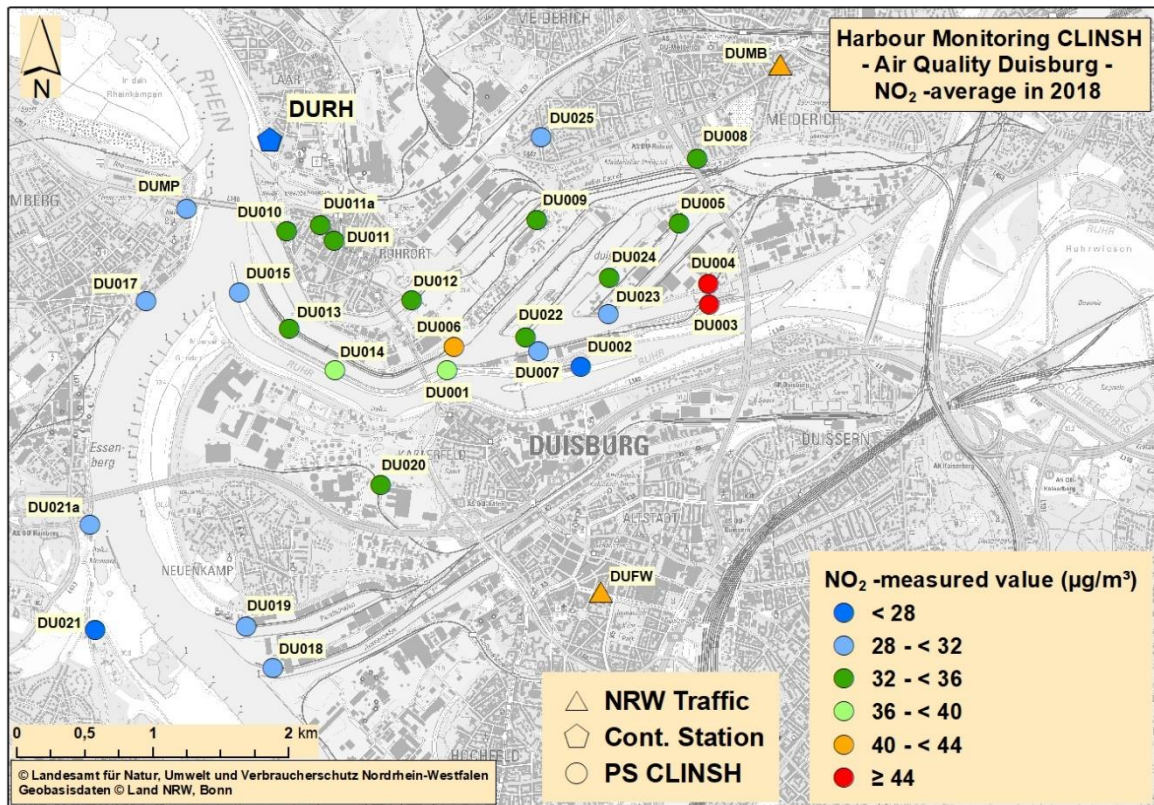 MEIDERICH
Harbour Monitoring CLINSH
- Air Quality Duisburg -
NO₂ -average in 2018
N
LAAR
RHEIN
DUMB
MEIDERICH
DURH
DU025
DU008
DUMP
DU010
DU011a
DU011
DU009
DU005
RUHRORT
DU017
DU015
DU012
DU024
DU004
DU023
DU003
DU013
DU006
DU022
DU002
DU014
DU001
DU007
RUHR
RUHR
RUHR
DUISBURG
DUISSERN
Essen-
berg
DU020
ALTSTADT
DU021a
NEUENKAMP
DUFW
DU019
DU021
DU018
HOCHFELD
0 0,5 1 2 km
© Landesamt für Natur, Umwelt und Verbraucherschutz Nordrhein-Westfalen
Geobasisdaten © Land NRW, Bonn
NRW Traffic
Cont. Station
PS CLINSH
NO₂ -measured value (µg/m³)
< 28
28 - < 32
32 - < 36
36 - < 40
40 - < 44
≥ 44